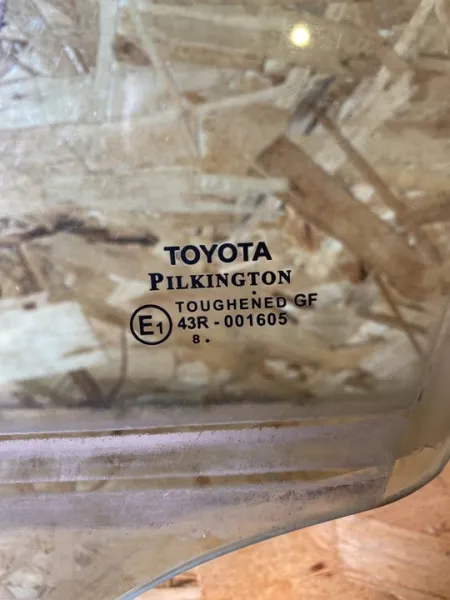 TOYOTA
PILKINGTON
TOUGHENED GF
E1 43R - 001605
8 .